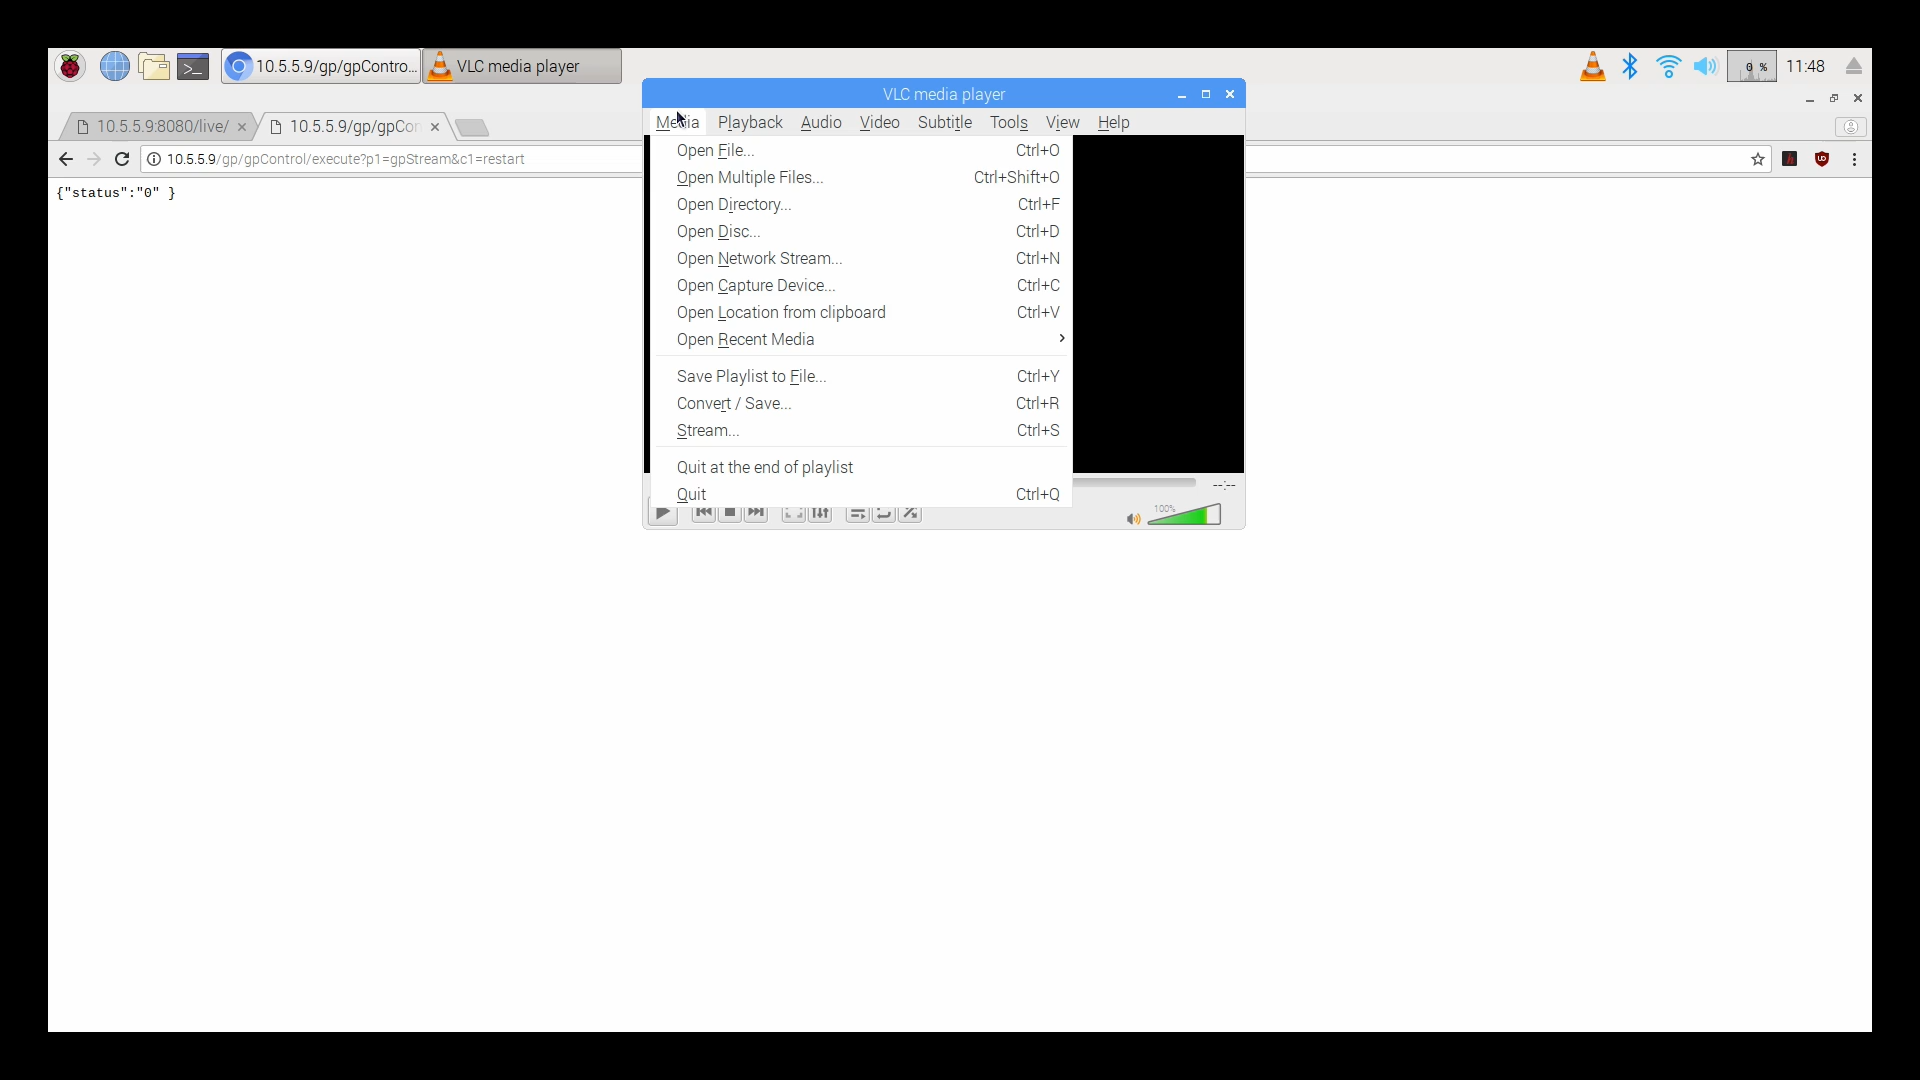 10.5.5.9/gp/gpContro...
VLC media player
0 %
11:48
VLC media player
10.5.5.9:8080/live/
10.5.5.9/gp/gpCon
Media Playback Audio Video Subtitle Tools View Help
10.5.5.9/gp/gpControl/execute?p1=gpStream&c1=restart
{"status":"0" }
Open File... Ctrl+O
Open Multiple Files... Ctrl+Shift+O
Open Directory... Ctrl+F
Open Disc... Ctrl+D
Open Network Stream... Ctrl+N
Open Capture Device... Ctrl+C
Open Location from clipboard Ctrl+V
Open Recent Media
Save Playlist to File... Ctrl+Y
Convert / Save... Ctrl+R
Stream... Ctrl+S
Quit at the end of playlist
Quit Ctrl+Q
--:--
100%